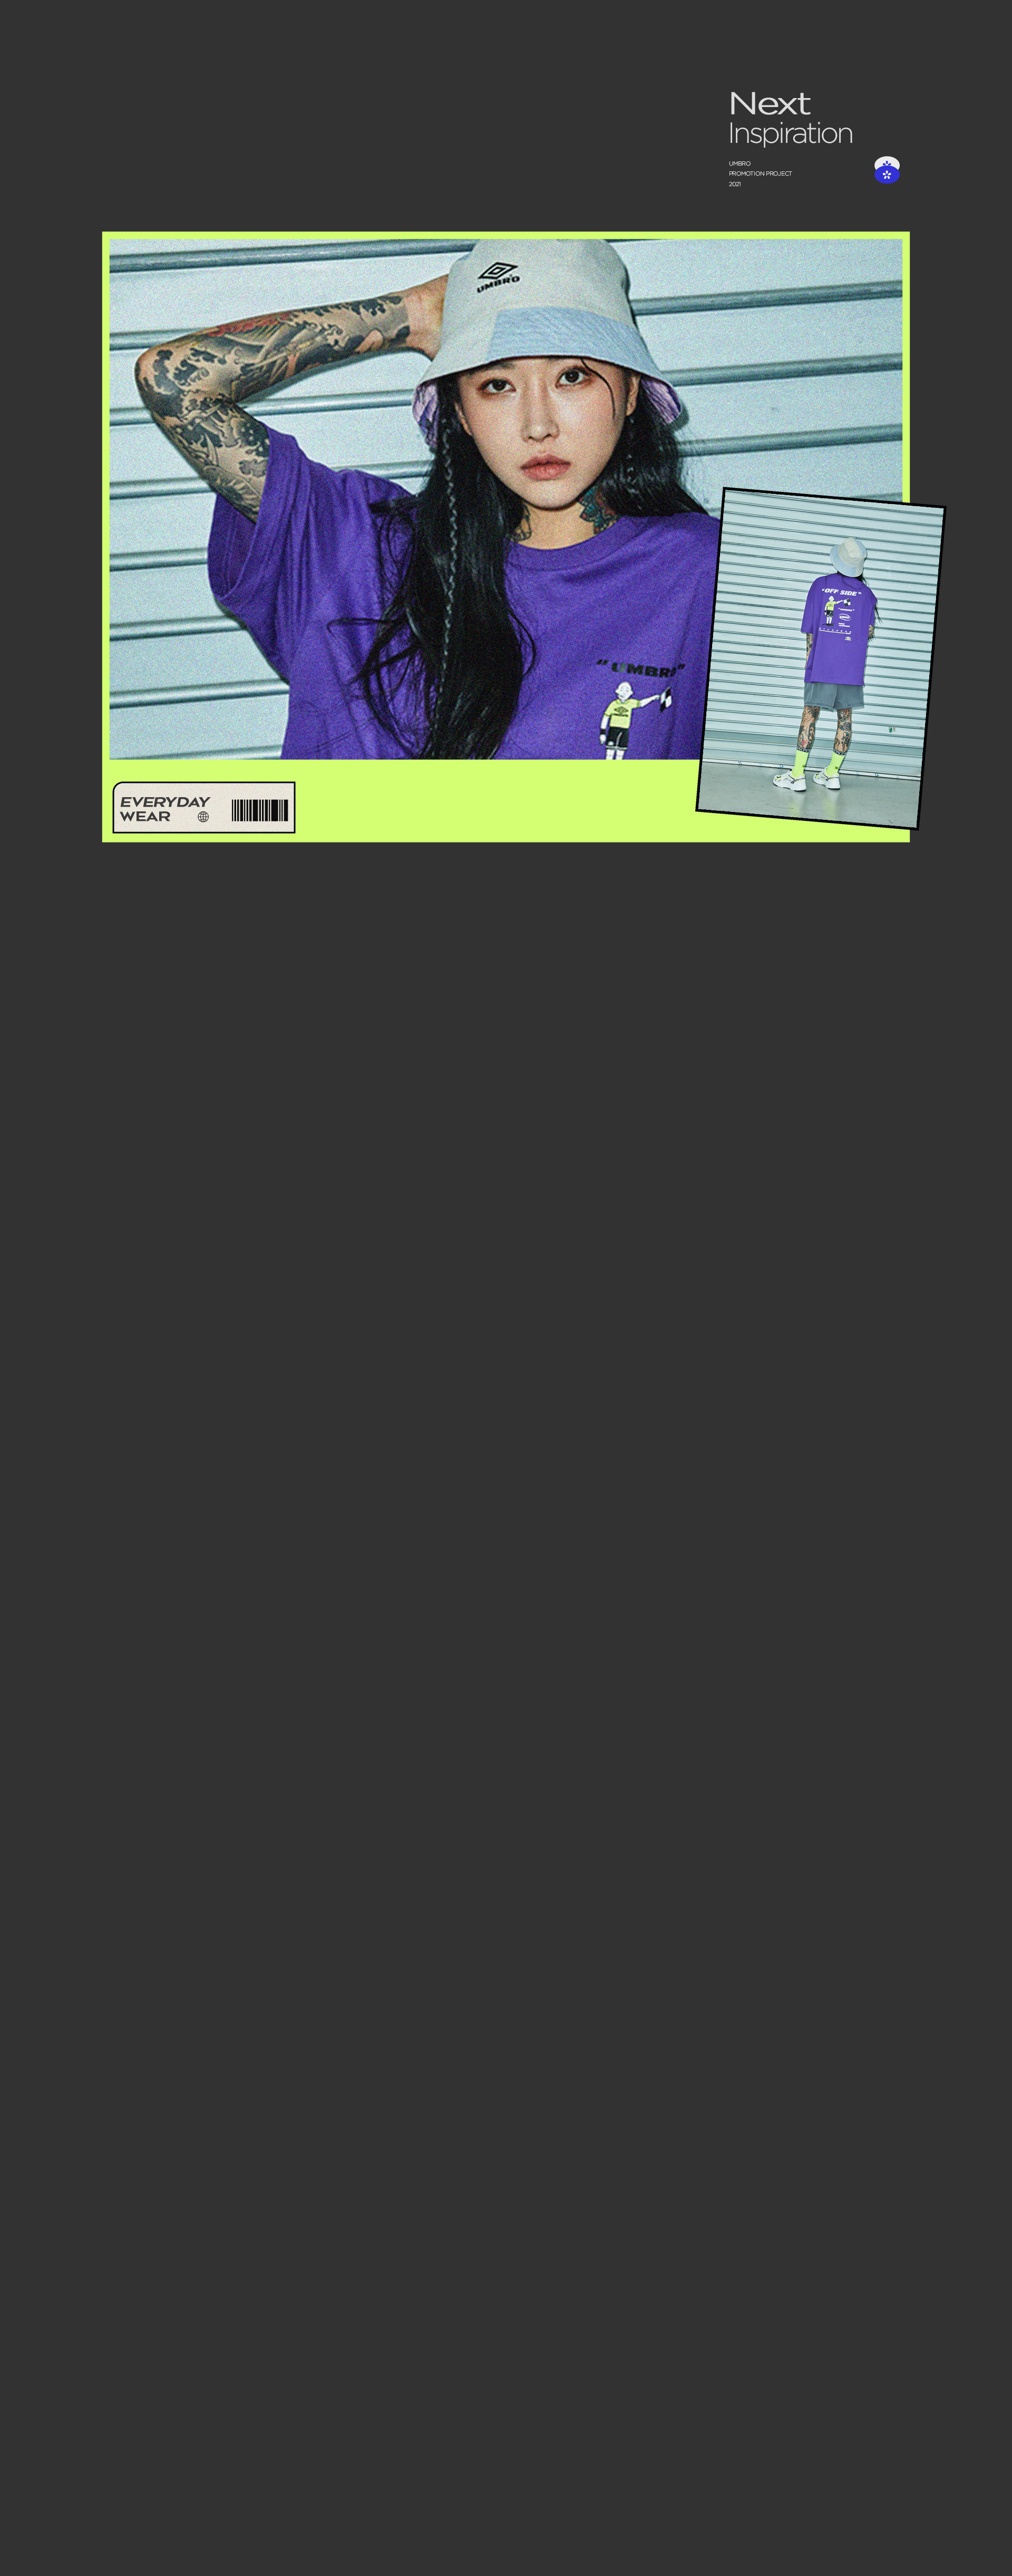 Next
Inspiration
UMBRO
PROMOTION PROJECT
2021
UMBRO
"UMBRO"
"OFF SIDE"
EVERYDAY
WEAR